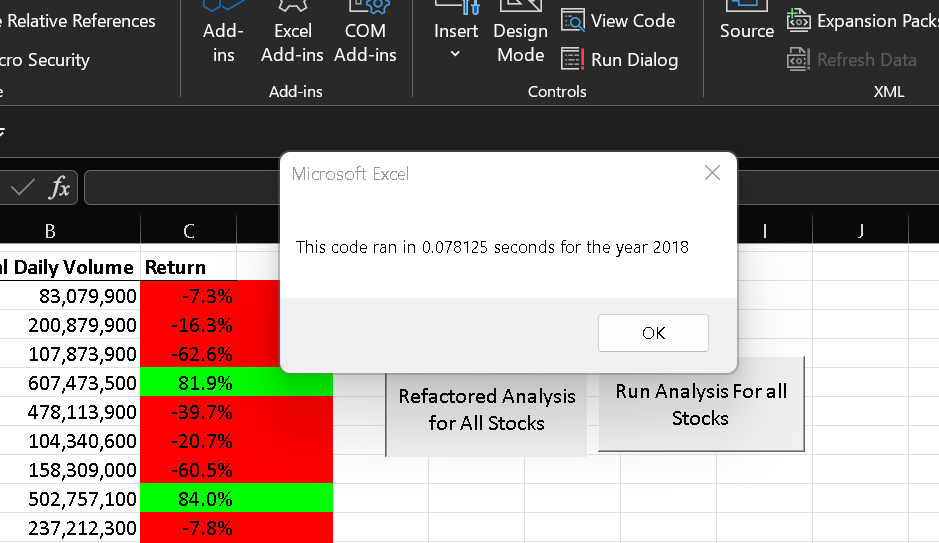 Relative References
Add-
ins
Excel
Add-ins
COM
Add-ins
Insert
Design
Mode
View Code
Source
Expansion Pack
cro Security
Run Dialog
Refresh Data
Add-ins
Controls
XML
fx
Microsoft Excel
This code ran in 0.078125 seconds for the year 2018
OK
B C I J
l Daily Volume Return
83,079,900 -7.3%
200,879,900 -16.3%
107,873,900 -62.6%
607,473,500 81.9%
478,113,900 -39.7%
104,340,600 -20.7%
158,309,000 -60.5%
502,757,100 84.0%
237,212,300 -7.8%
Refactored Analysis
for All Stocks
Run Analysis For all
Stocks